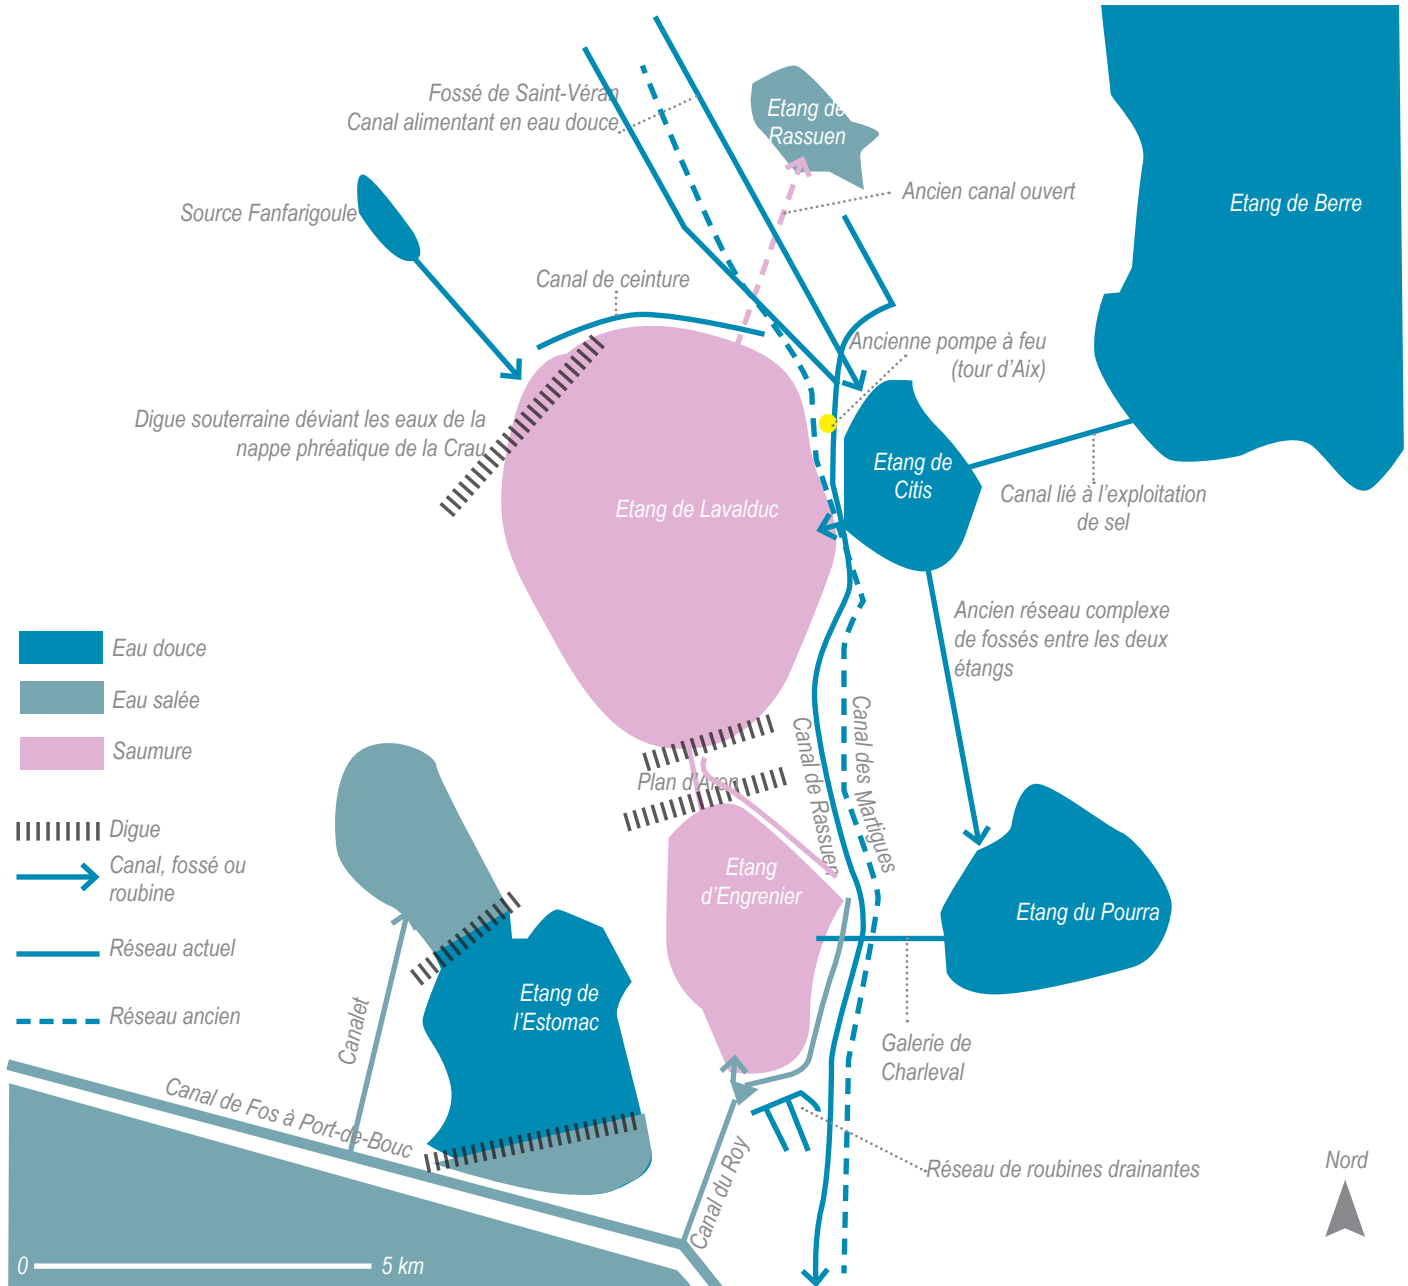 Fossé de Saint-Véran
Canal alimentant en eau douce
Etang de
Rassuen
Ancien canal ouvert
Etang de Berre
Source Fanfarigoule
Canal de ceinture
Ancienne pompe à feu
(tour d'Aix)
Digue souterraine déviant les eaux de la
nappe phréatique de la Crau
Etang de
Citis
Canal lié à l'exploitation
de sel
Etang de Lavalduc
Ancien réseau complexe
de fossés entre les deux
étangs
Eau douce
Eau salée
Saumure
Digue
Canal, fossé ou
roubine
Réseau actuel
Réseau ancien
Plan d'Aren
Canal de Rassuen
Canal des Martigues
Etang
d'Engrenier
Etang du Pourra
Etang de
l'Estomac
Canalet
Galerie de
Charleval
Canal de Fos à Port-de-Bouc
Canal du Roy
Réseau de roubines drainantes
Nord
0 5 km